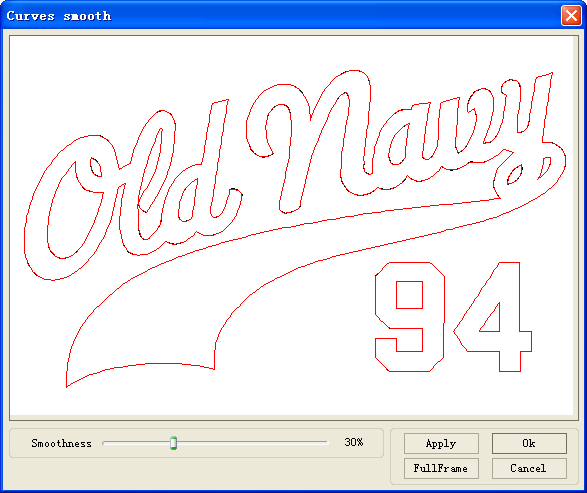 Curves smooth
Old Navy
94
Smoothness 30%
Apply Ok
FullFrame Cancel